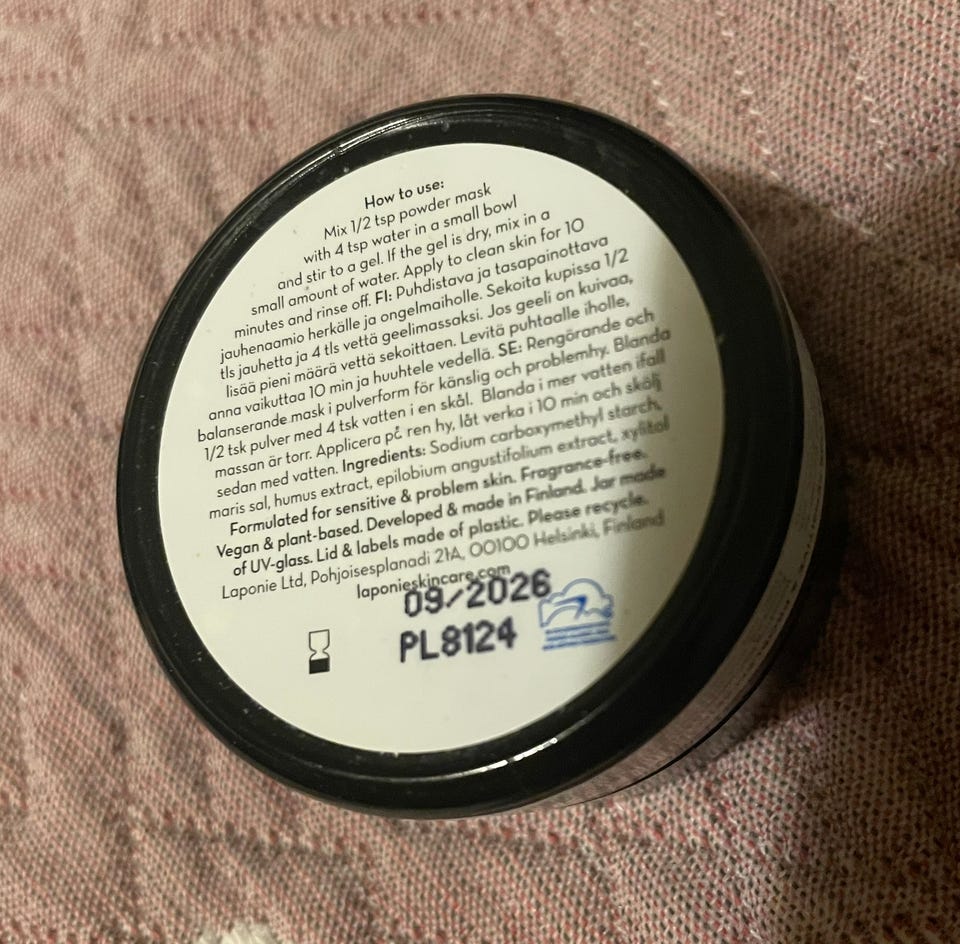 How to use:
Mix 1/2 tsp powder mask
with 4 tsp water in a small bowl
and stir to a gel. If the gel is dry, mix in a
small amount of water. Apply to clean skin for 10
minutes and rinse off. FI: Puhdistava ja tasapainottava
jauhenaamio herkälle ja ongelmaiholle. Sekoita kupissa 1/2
tls jauhetta ja 4 tls vettä geelimassaksi. Jos geeli on kuivaa,
lisää pieni määrä vettä sekoittaen. Levitä puhtaalle iholle,
anna vaikuttaa 10 min ja huuhtele vedellä. SE: Rengörande och
balanserande mask i pulverform för känslig och problemhy. Blanda
1/2 tsk pulver med 4 tsk vatten i en skål. Blanda i mer vatten ifall
massan är torr. Applicera på ren hy, låt verka i 10 min och skölj
sedan med vatten. Ingredients: Sodium carboxymethyl starch,
maris sal, humus extract, epilobium angustifolium extract, xylitol
Formulated for sensitive & problem skin. Fragrance-free.
Vegan & plant-based. Developed & made in Finland. Jar made
of UV-glass. Lid & labels made of plastic. Please recycle.
Laponie Ltd, Pohjoisesplanadi 21A, 00100 Helsinki, Finland
laponieskincare.com
09/2026
PL8124